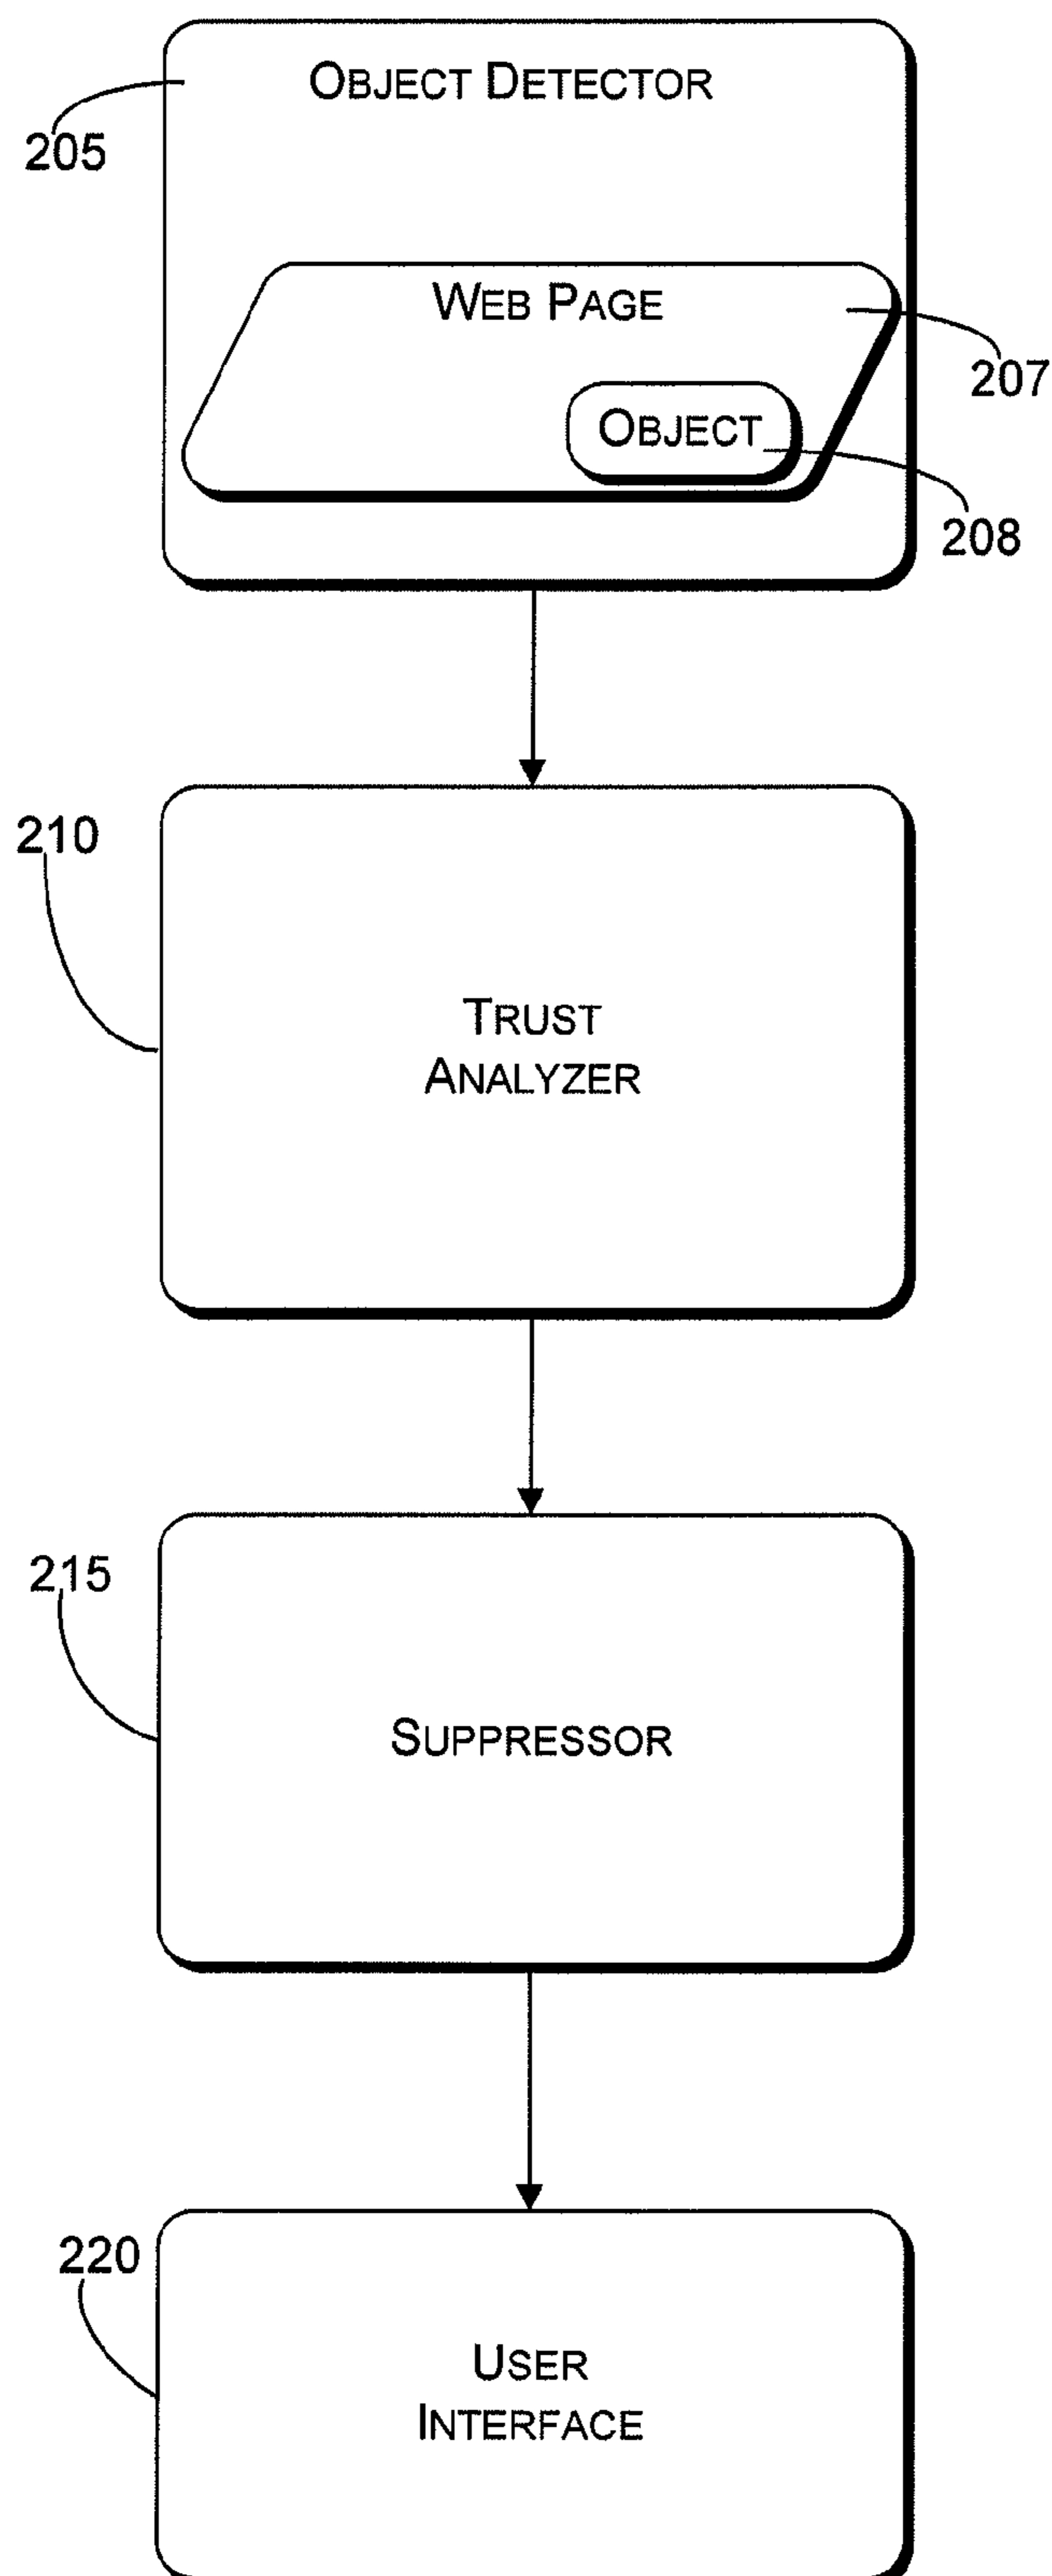 OBJECT DETECTOR
205
WEB PAGE
207
OBJECT
208
210
TRUST
ANALYZER
215
SUPPRESSOR
220
USER
INTERFACE